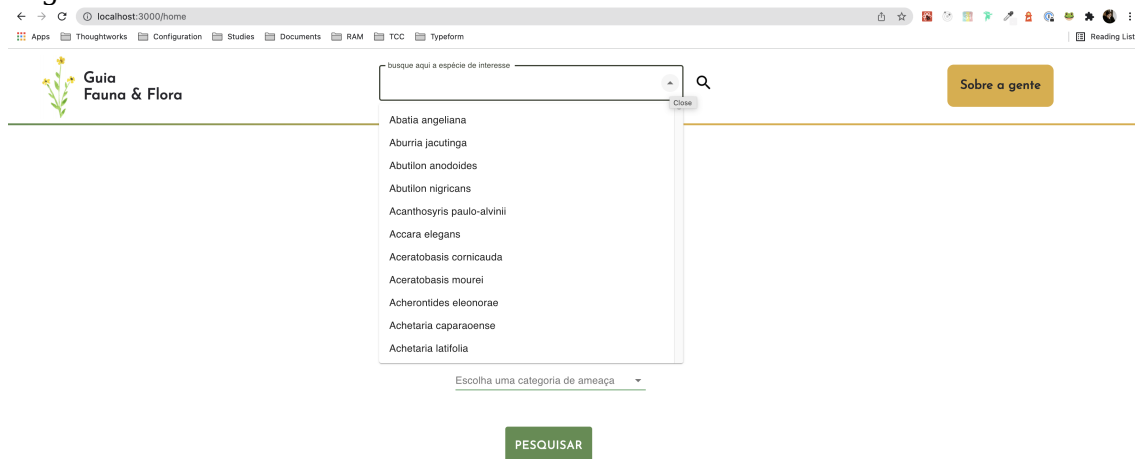 localhost:3000/home
Apps Thoughtworks Configuration Studies Documents RAM TCC Typeform Reading List
Guia
Fauna & Flora
busque aqui a espécie de interesse
Close
Sobre a gente
Abatia angeliana
Aburria jacutinga
Abutilon anodoides
Abutilon nigricans
Acanthosyris paulo-alvinii
Accara elegans
Aceratobasis cornicauda
Aceratobasis mourei
Acherontides eleonorae
Achetaria caparaoense
Achetaria latifolia
Escolha uma categoria de ameaça
PESQUISAR